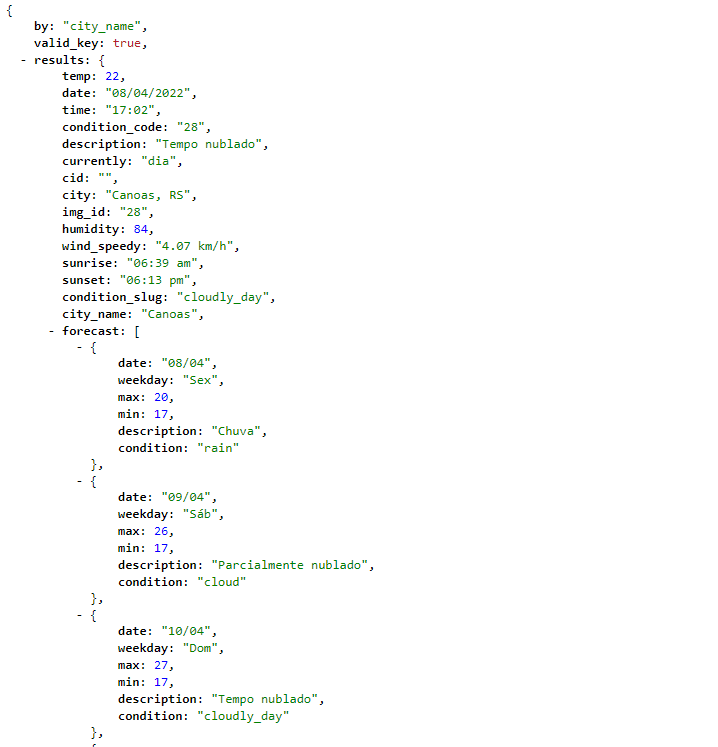 {
    by: "city_name",
    valid_key: true,
  - results: {
        temp: 22,
        date: "08/04/2022",
        time: "17:02",
        condition_code: "28",
        description: "Tempo nublado",
        currently: "dia",
        cid: "",
        city: "Canoas, RS",
        img_id: "28",
        humidity: 84,
        wind_speedy: "4.07 km/h",
        sunrise: "06:39 am",
        sunset: "06:13 pm",
        condition_slug: "cloudly_day",
        city_name: "Canoas",
      - forecast: [
          - {
                date: "08/04",
                weekday: "Sex",
                max: 20,
                min: 17,
                description: "Chuva",
                condition: "rain"
            },
          - {
                date: "09/04",
                weekday: "Sáb",
                max: 26,
                min: 17,
                description: "Parcialmente nublado",
                condition: "cloud"
            },
          - {
                date: "10/04",
                weekday: "Dom",
                max: 27,
                min: 17,
                description: "Tempo nublado",
                condition: "cloudly_day"
            },